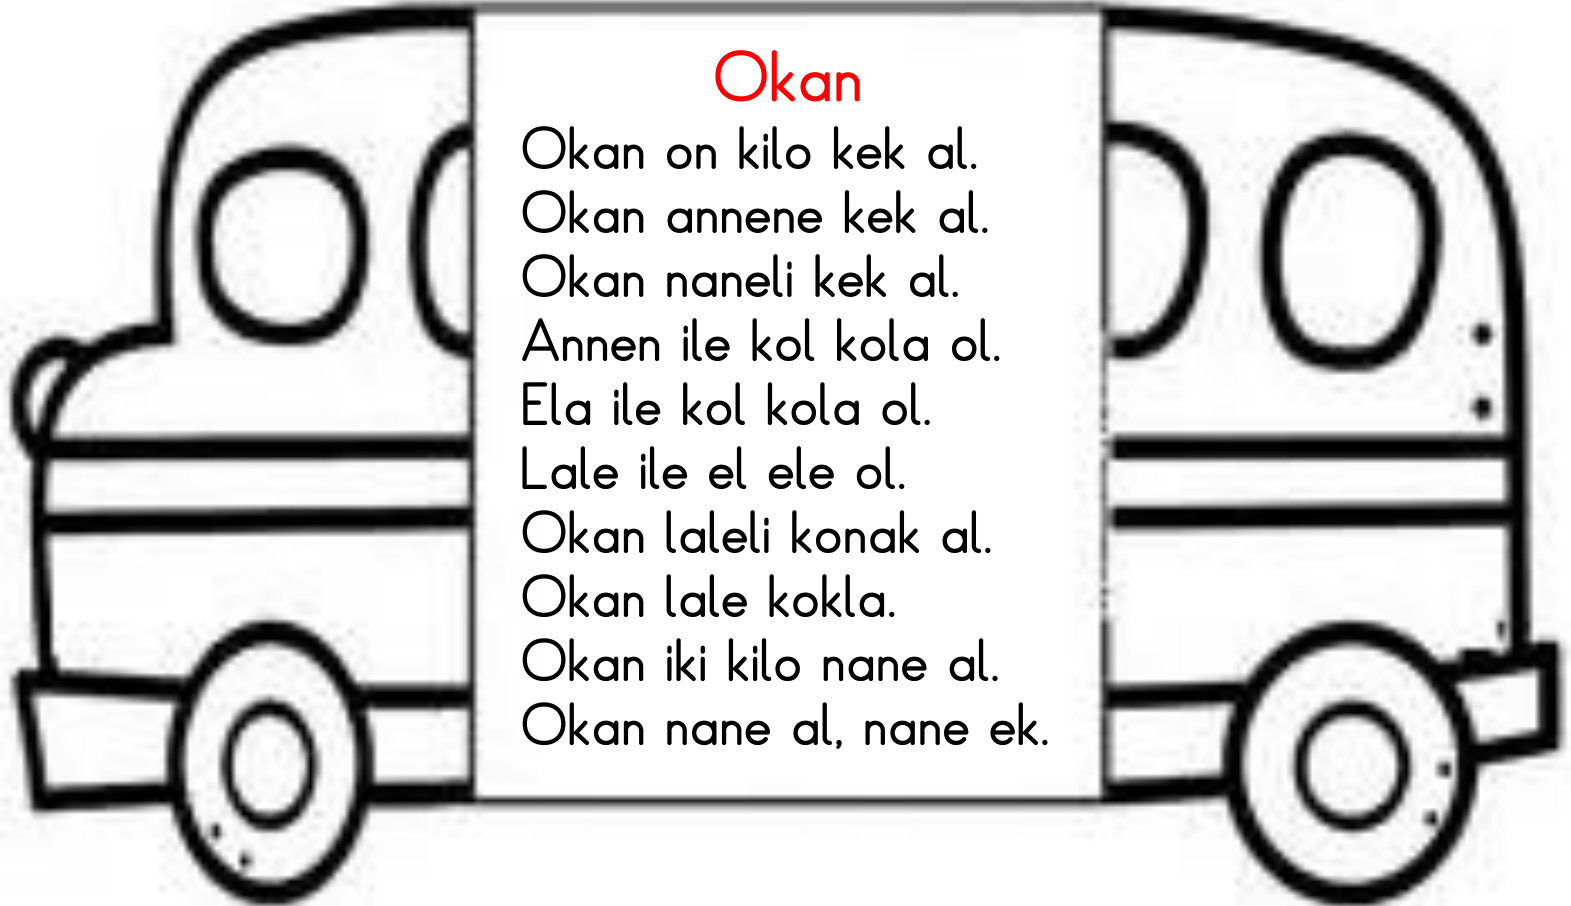 Okan
Okan on kilo kek al.
Okan annene kek al.
Okan naneli kek al.
Annen ile kol kola ol.
Ela ile kol kola ol.
Lale ile el ele ol.
Okan laleli konak al.
Okan lale kokla.
Okan iki kilo nane al.
Okan nane al, nane ek.